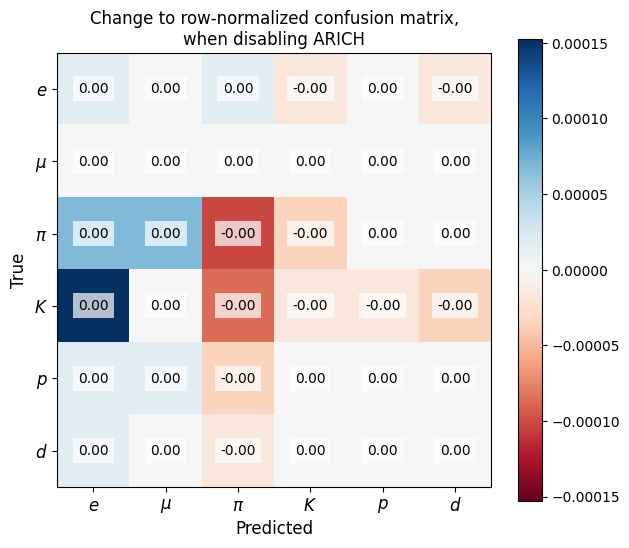 Change to row-normalized confusion matrix,
when disabling ARICH
e 0.00 0.00 0.00 -0.00 0.00 -0.00
μ 0.00 0.00 0.00 0.00 0.00 0.00
π 0.00 0.00 -0.00 -0.00 0.00 0.00
K 0.00 0.00 -0.00 -0.00 -0.00 -0.00
p 0.00 0.00 -0.00 0.00 0.00 0.00
d 0.00 0.00 -0.00 0.00 0.00 0.00
True
e μ π K p d
Predicted
0.00015
0.00010
0.00005
0.00000
−0.00005
−0.00010
−0.00015